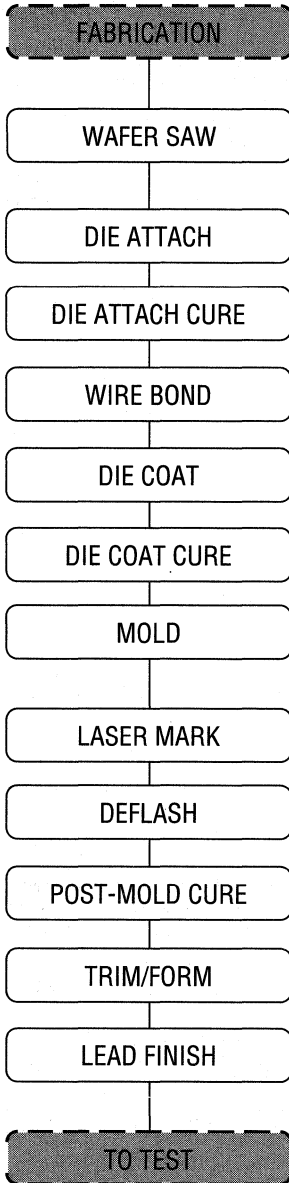 FABRICATION
WAFER SAW
DIE ATTACH
DIE ATTACH CURE
WIRE BOND
DIE COAT
DIE COAT CURE
MOLD
LASER MARK
DEFLASH
POST-MOLD CURE
TRIM/FORM
LEAD FINISH
TO TEST